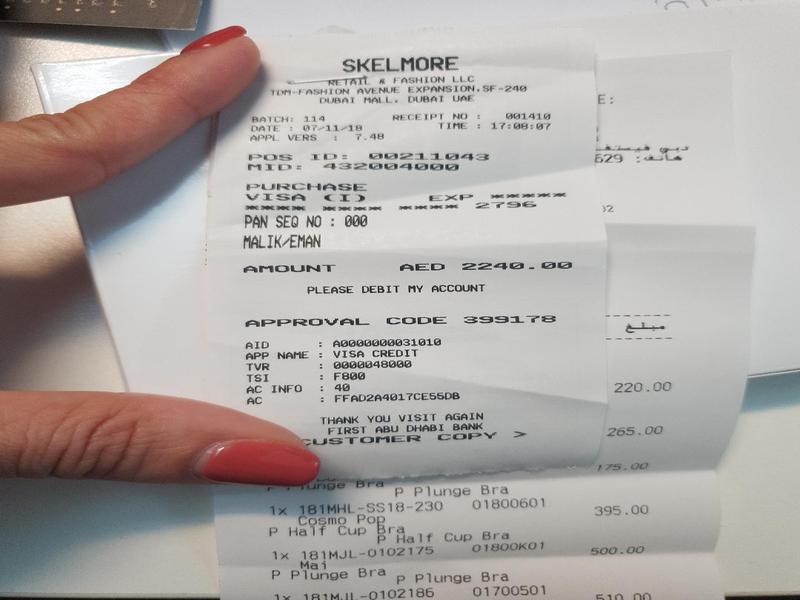 SKELMORE
RETAIL & FASHION LLC
TDM-FASHION AVENUE EXPANSION,SF-240
DUBAI MALL, DUBAI UAE
BATCH: 114 RECEIPT NO : 001410
DATE : 07/11/18 TIME : 17:08:07
APPL VERS : 7.48
POS ID: 00211043
MID: 432004000
PURCHASE
VISA (I) EXP *****
**** **** **** 2796
PAN SEQ NO : 000
MALIK/EMAN
AMOUNT AED 2240.00
PLEASE DEBIT MY ACCOUNT
APPROVAL CODE 399178
AID : A0000000031010
APP NAME : VISA CREDIT
TVR : 0000048000
TSI : F800
AC INFO : 40
AC : FFAD2A4017CE55DB
THANK YOU VISIT AGAIN
FIRST ABU DHABI BANK
CUSTOMER COPY >
E:
دبي فيستف
هاتف: 629
02
مبلغ
220.00
265.00
175.00
P Plunge Bra P Plunge Bra
1x 181MHL-SS18-230 01800601 395.00
Cosmo Pop
P Half Cup Bra P Half Cup Bra
1x 181MJL-0102175 01800K01 500.00
Mai
P Plunge Bra P Plunge Bra
1x 181MJL-0102186 01700501 510.00